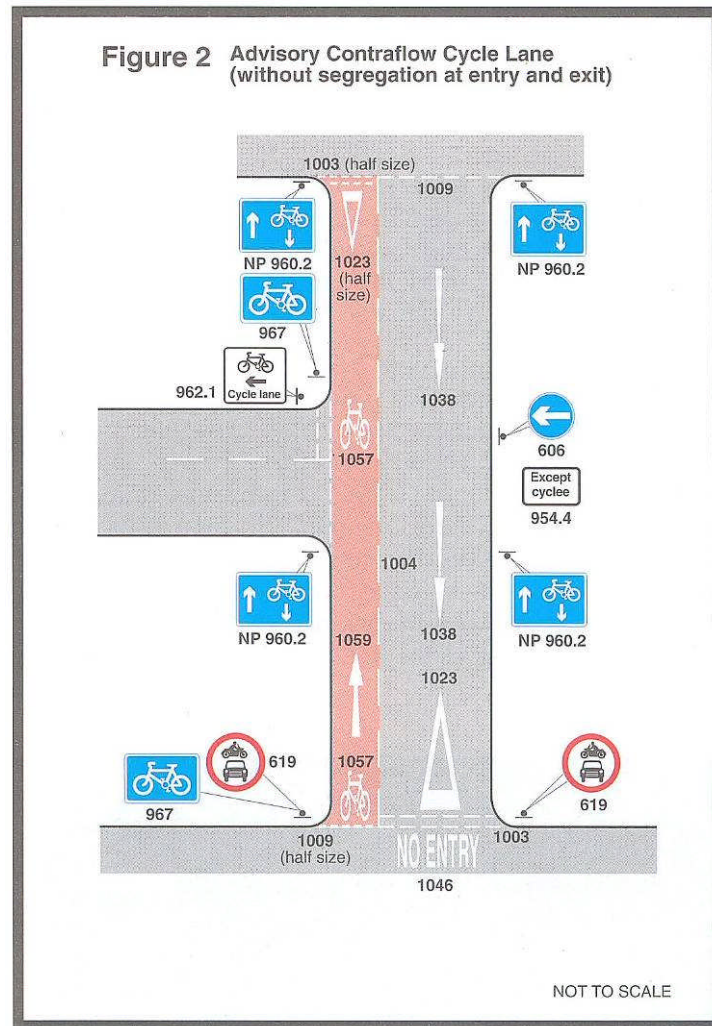 Figure 2 Advisory Contraflow Cycle Lane
(without segregation at entry and exit)
1003 (half size)
1009
NP 960.2
1023
(half
size)
NP 960.2
967
962.1
Cycle lane
1038
1057
606
Except
cyclee
954.4
1004
NP 960.2
NP 960.2
1059
1038
1023
619
1057
967
619
1009
(half size)
NO ENTRY
1003
1046
NOT TO SCALE